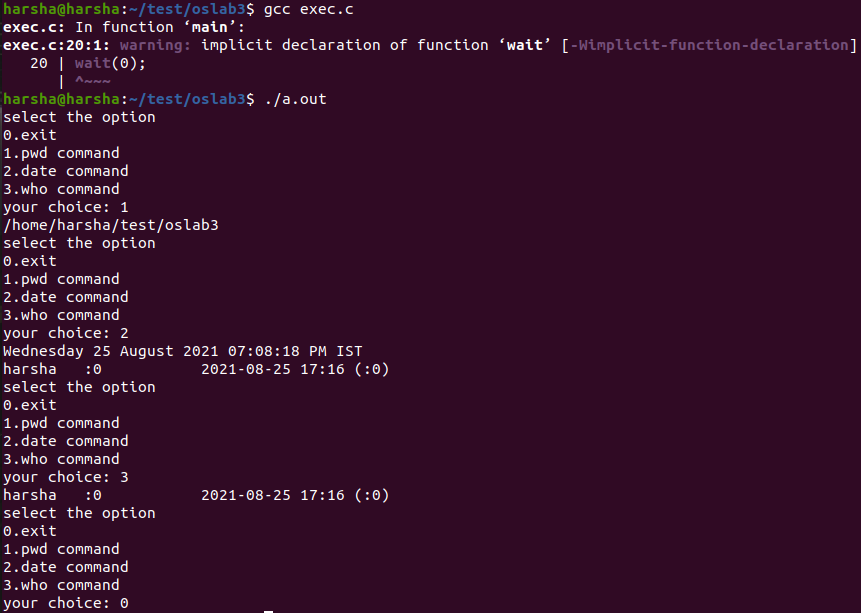 harsha@harsha:~/test/oslab3$ gcc exec.c
exec.c: In function ‘main’:
exec.c:20:1: warning: implicit declaration of function ‘wait’ [-Wimplicit-function-declaration]
   20 | wait(0);
      | ^~~~
harsha@harsha:~/test/oslab3$ ./a.out
select the option
0.exit
1.pwd command
2.date command
3.who command
your choice: 1
/home/harsha/test/oslab3
select the option
0.exit
1.pwd command
2.date command
3.who command
your choice: 2
Wednesday 25 August 2021 07:08:18 PM IST
harsha   :0           2021-08-25 17:16 (:0)
select the option
0.exit
1.pwd command
2.date command
3.who command
your choice: 3
harsha   :0           2021-08-25 17:16 (:0)
select the option
0.exit
1.pwd command
2.date command
3.who command
your choice: 0